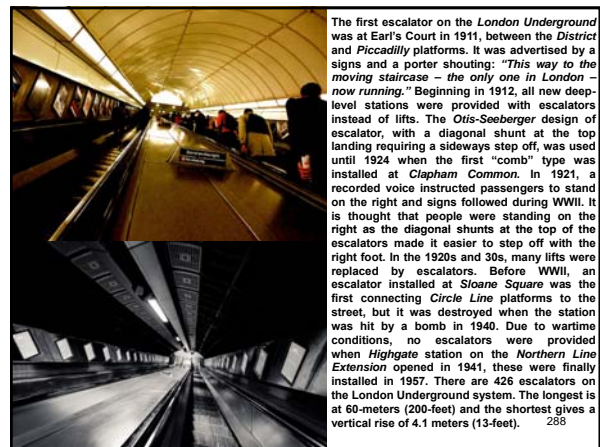 The first escalator on the London Underground
was at Earl's Court in 1911, between the District
and Piccadilly platforms. It was advertised by a
signs and a porter shouting: "This way to the
moving staircase – the only one in London –
now running." Beginning in 1912, all new deep-
level stations were provided with escalators
instead of lifts. The Otis-Seeberger design of
escalator, with a diagonal shunt at the top
landing requiring a sideways step off, was used
until 1924 when the first "comb" type was
installed at Clapham Common. In 1921, a
recorded voice instructed passengers to stand
on the right and signs followed during WWII. It
is thought that people were standing on the
right as the diagonal shunts at the top of the
escalators made it easier to step off with the
right foot. In the 1920s and 30s, many lifts were
replaced by escalators. Before WWII, an
escalator installed at Sloane Square was the
first connecting Circle Line platforms to the
street, but it was destroyed when the station
was hit by a bomb in 1940. Due to wartime
conditions, no escalators were provided
when Highgate station on the Northern Line
Extension opened in 1941, these were finally
installed in 1957. There are 426 escalators on
the London Underground system. The longest is
at 60-meters (200-feet) and the shortest gives a
vertical rise of 4.1 meters (13-feet).
288